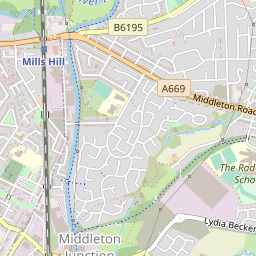 B6195
Mills Hill
A669
Middleton Road
The Rad
Scho
Lydia Becker
Middleton
Junction